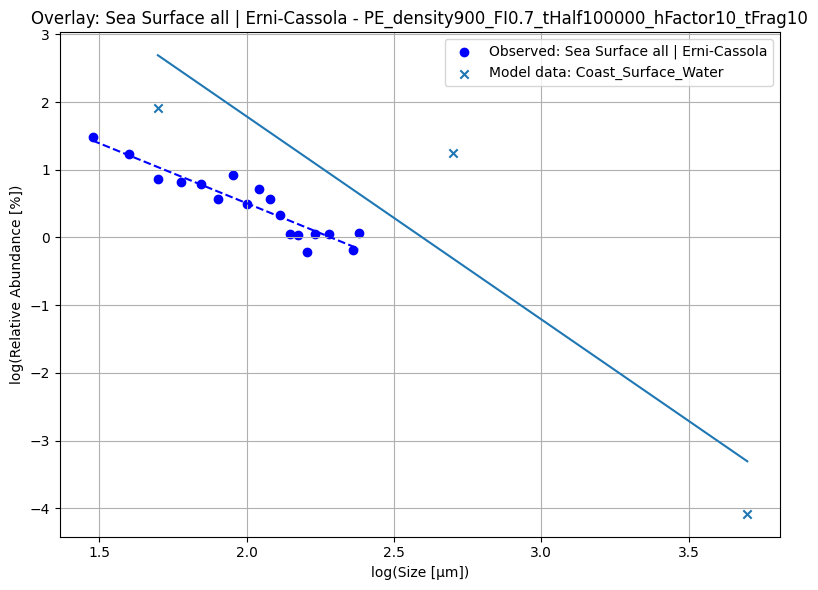 Overlay: Sea Surface all | Erni-Cassola - PE_density900_FI0.7_tHalf100000_hFactor10_tFrag10
Observed: Sea Surface all | Erni-Cassola
Model data: Coast_Surface_Water
log(Relative Abundance [%])
3
2
1
0
−1
−2
−3
−4
1.5
2.0
2.5
3.0
3.5
log(Size [μm])